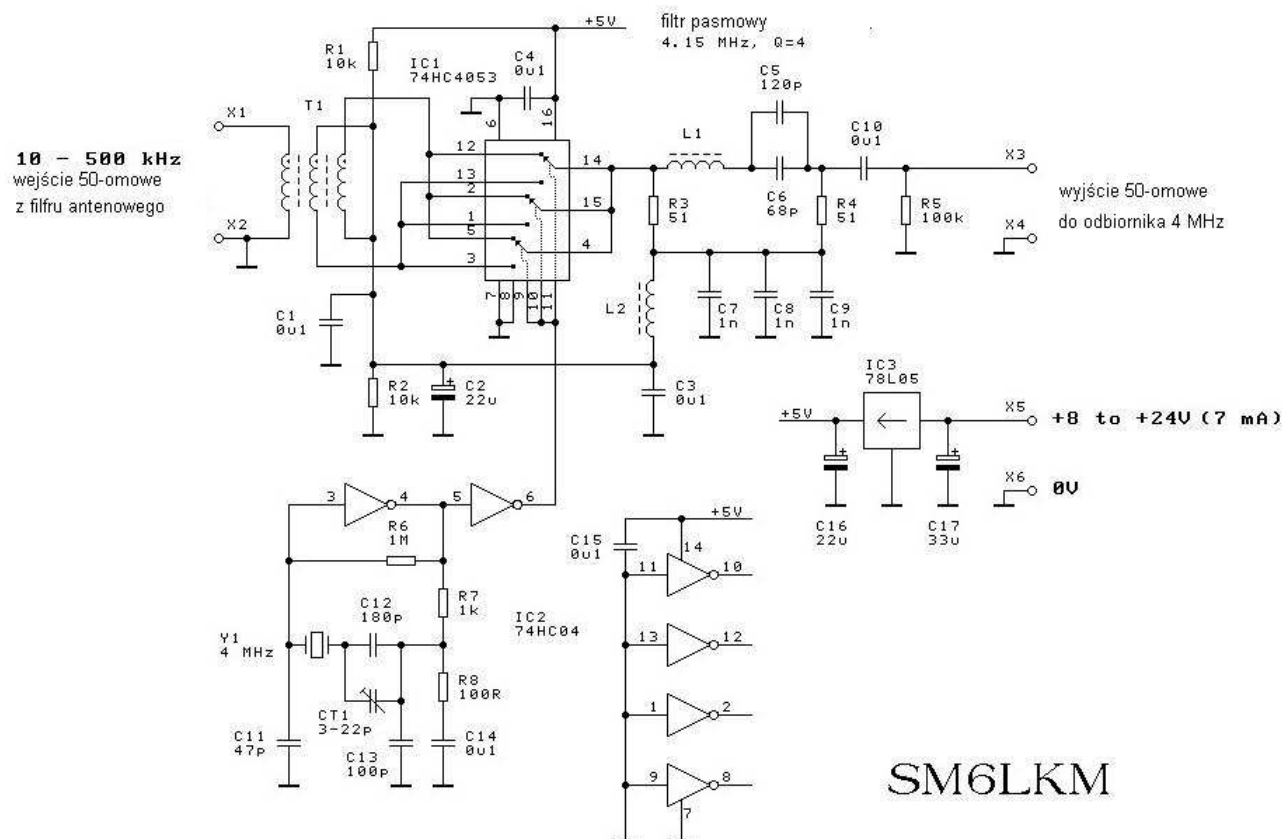 +5V
filtr pasmowy
4.15 MHz, Q=4
R1
10k
IC1
74HC4053
C4
0u1
C5
120p
X1
T1
6
16
L1
C10
0u1
X3
10 - 500 kHz
wejście 50-omowe
z filtru antenowego
12
14
13
2
15
1
5
4
3
R3
51
C6
68p
R4
51
R5
100k
wyjście 50-omowe
do odbiornika 4 MHz
X2
X4
7
8
9
10
11
C1
0u1
L2
C7
1n
C8
1n
C9
1n
R2
10k
C2
22u
C3
0u1
IC3
78L05
+5V
X5
+8 to +24V (7 mA)
X6
0V
C16
22u
C17
33u
3
4
5
6
R6
1M
+5V
C15
0u1
14
11
10
R7
1k
C12
180p
IC2
74HC04
Y1
4 MHz
13
12
R8
100R
CT1
3-22p
1
2
C11
47p
C13
100p
C14
0u1
9
8
7
SM6LKM